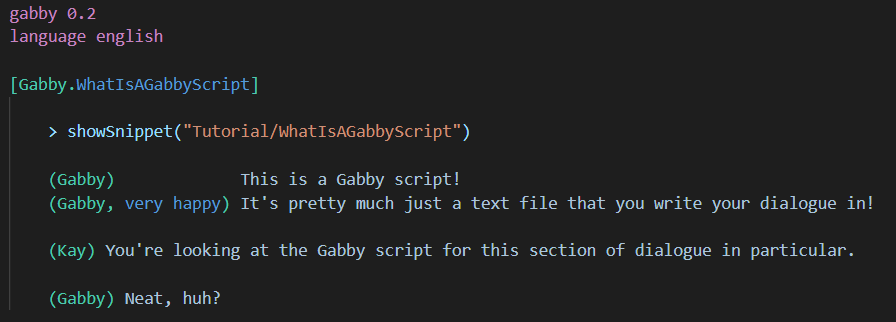 gabby 0.2
language english
[Gabby.WhatIsAGabbyScript]
> showSnippet("Tutorial/WhatIsAGabbyScript")
(Gabby) This is a Gabby script!
(Gabby, very happy) It's pretty much just a text file that you write your dialogue in!
(Kay) You're looking at the Gabby script for this section of dialogue in particular.
(Gabby) Neat, huh?